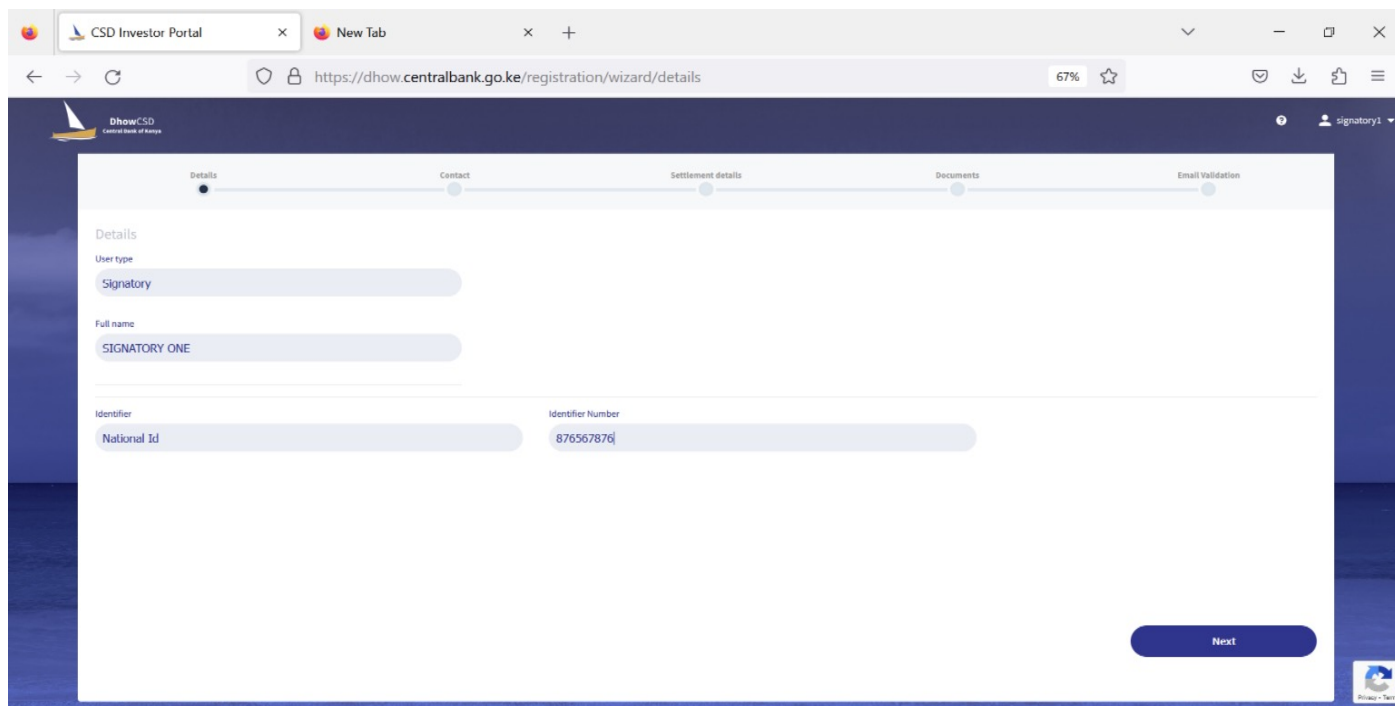 CSD Investor Portal
New Tab
https://dhow.centralbank.go.ke/registration/wizard/details
67%
DhowCSD
Central Bank of Kenya
signatory1
Details Contact Settlement details Documents Email Validation
Details
User type
Signatory
Full name
SIGNATORY ONE
Identifier Identifier Number
National Id 876567876
Next
Privacy - Term